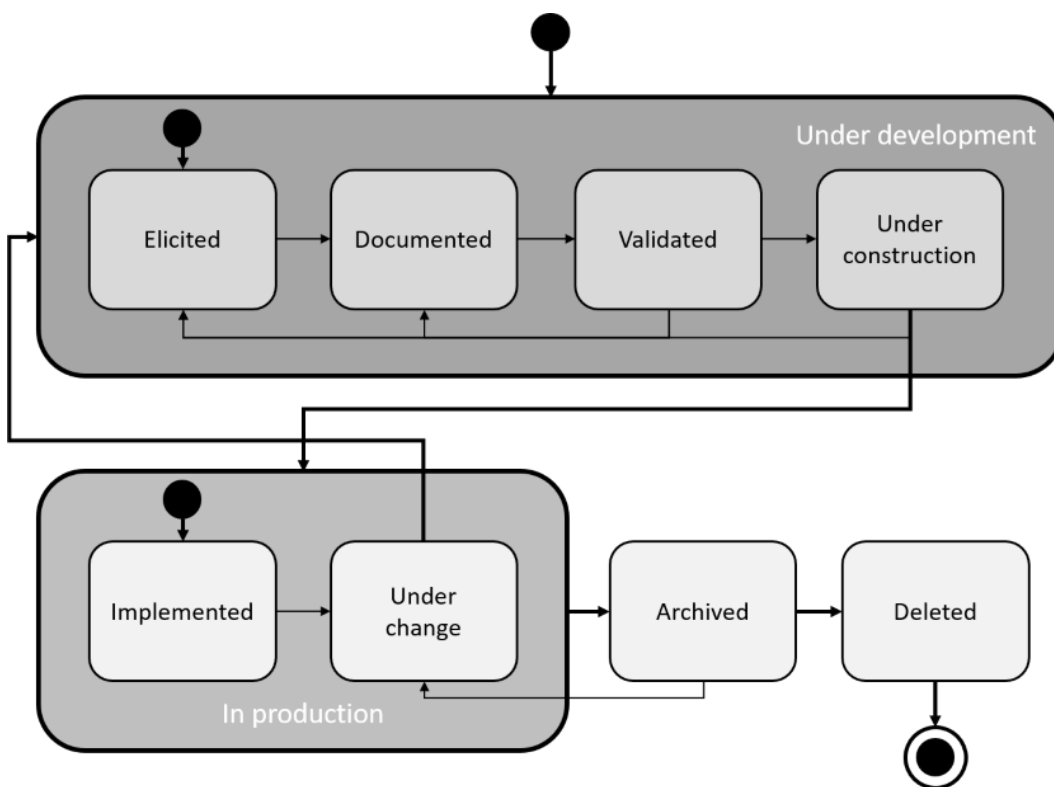 Under development
Elicited
Documented
Validated
Under
construction
Implemented
Under
change
Archived
Deleted
In production